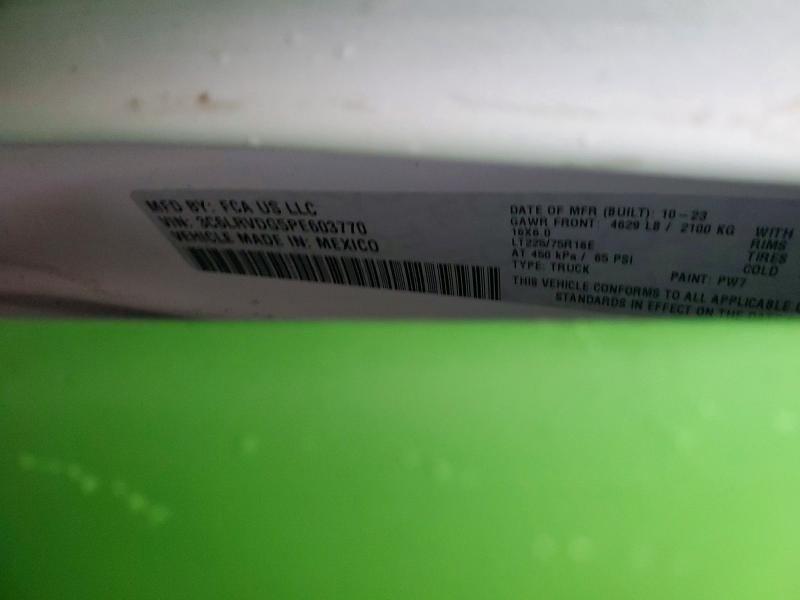 MFD BY: FCA US LLC
VIN: 3C6LRVDG5PE603770
VEHICLE MADE IN: MEXICO
DATE OF MFR (BUILT): 10-23
GAWR FRONT: 4629 LB / 2100 KG WITH
16X6.0 RIMS
LT225/75R16E TIRES
AT 450 kPa / 65 PSI COLD
TYPE: TRUCK PAINT: PW7
THIS VEHICLE CONFORMS TO ALL APPLICABLE
STANDARDS IN EFFECT ON THE